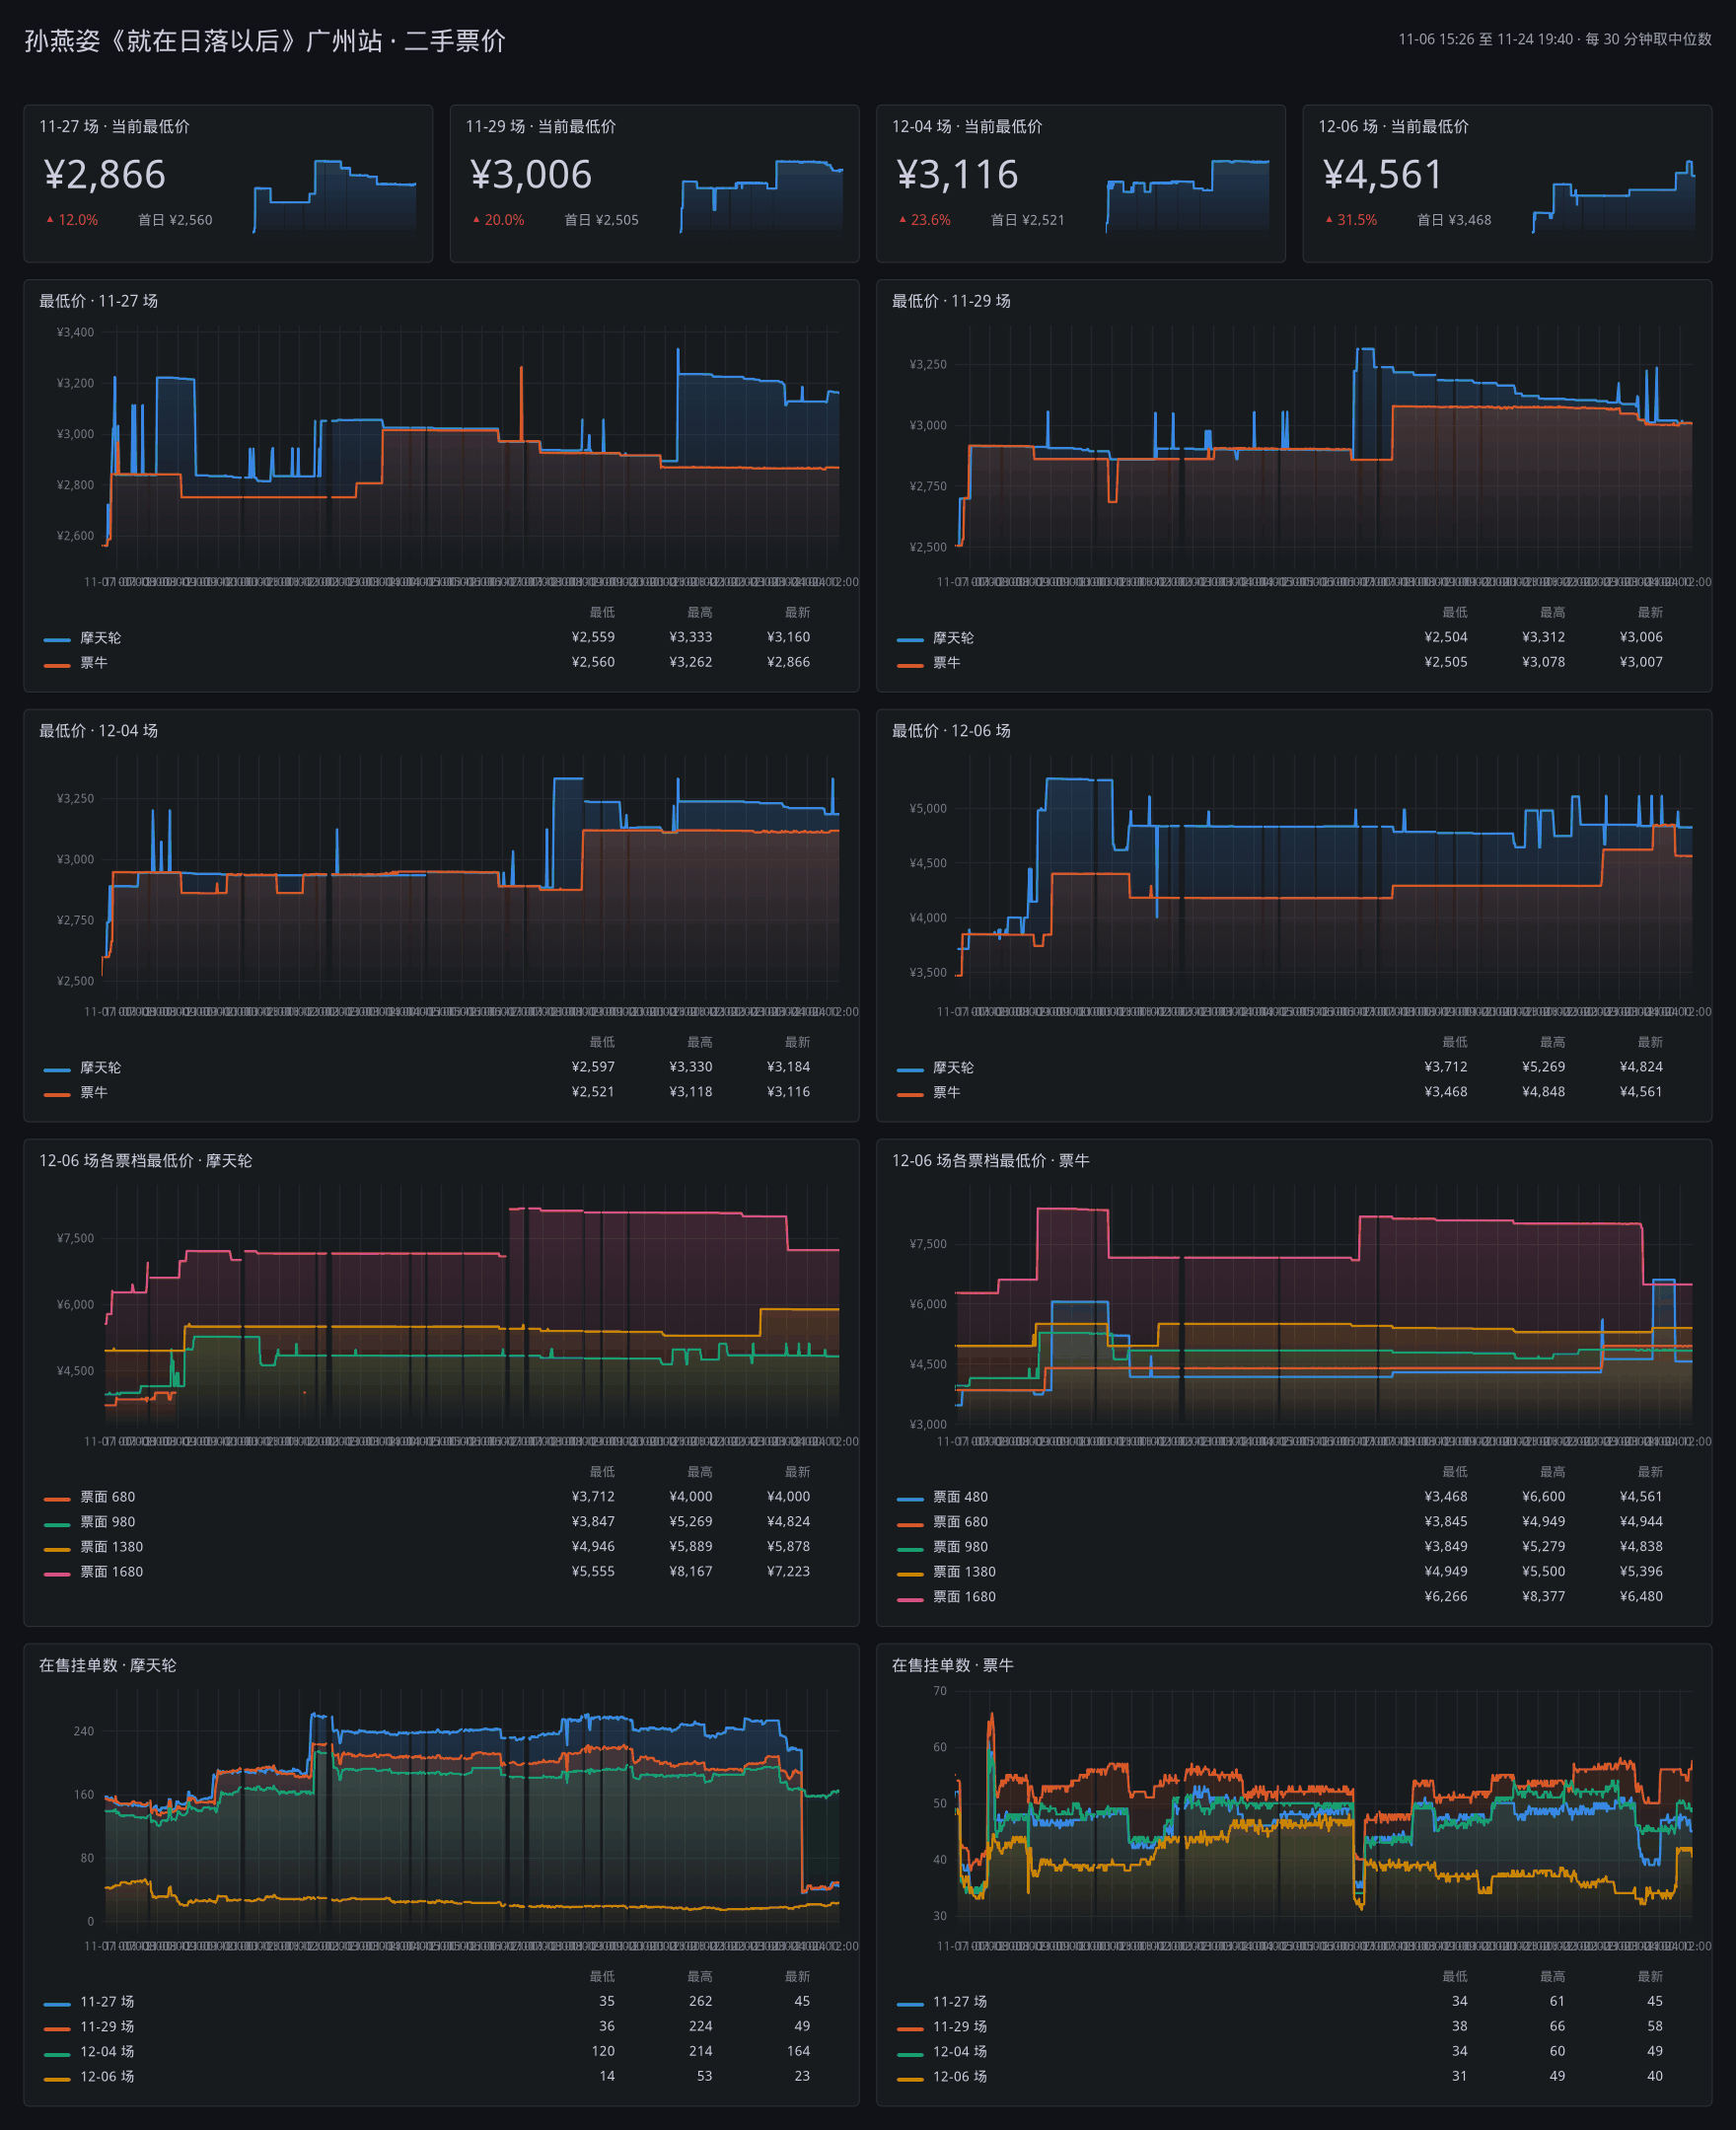 孙燕姿《就在日落以后》广州站 · 二手票价
11-06 15:26 至 11-24 19:40 · 每 30 分钟取中位数
11-27 场 · 当前最低价
¥2,866
▲ 12.0% 首日 ¥2,560
11-29 场 · 当前最低价
¥3,006
▲ 20.0% 首日 ¥2,505
12-04 场 · 当前最低价
¥3,116
▲ 23.6% 首日 ¥2,521
12-06 场 · 当前最低价
¥4,561
▲ 31.5% 首日 ¥3,468
最低价 · 11-27 场
¥3,400
¥3,200
¥3,000
¥2,800
¥2,600
最低 最高 最新
摩天轮 ¥2,559 ¥3,333 ¥3,160
票牛 ¥2,560 ¥3,262 ¥2,866
最低价 · 11-29 场
¥3,250
¥3,000
¥2,750
¥2,500
最低 最高 最新
摩天轮 ¥2,504 ¥3,312 ¥3,006
票牛 ¥2,505 ¥3,078 ¥3,007
最低价 · 12-04 场
¥3,250
¥3,000
¥2,750
¥2,500
最低 最高 最新
摩天轮 ¥2,597 ¥3,330 ¥3,184
票牛 ¥2,521 ¥3,118 ¥3,116
最低价 · 12-06 场
¥5,000
¥4,500
¥4,000
¥3,500
最低 最高 最新
摩天轮 ¥3,712 ¥5,269 ¥4,824
票牛 ¥3,468 ¥4,848 ¥4,561
12-06 场各票档最低价 · 摩天轮
¥7,500
¥6,000
¥4,500
最低 最高 最新
票面 680 ¥3,712 ¥4,000 ¥4,000
票面 980 ¥3,847 ¥5,269 ¥4,824
票面 1380 ¥4,946 ¥5,889 ¥5,878
票面 1680 ¥5,555 ¥8,167 ¥7,223
12-06 场各票档最低价 · 票牛
¥7,500
¥6,000
¥4,500
¥3,000
最低 最高 最新
票面 480 ¥3,468 ¥6,600 ¥4,561
票面 680 ¥3,845 ¥4,949 ¥4,944
票面 980 ¥3,849 ¥5,279 ¥4,838
票面 1380 ¥4,949 ¥5,500 ¥5,396
票面 1680 ¥6,266 ¥8,377 ¥6,480
在售挂单数 · 摩天轮
240
160
80
0
最低 最高 最新
11-27 场 35 262 45
11-29 场 36 224 49
12-04 场 120 214 164
12-06 场 14 53 23
在售挂单数 · 票牛
70
60
50
40
30
最低 最高 最新
11-27 场 34 61 45
11-29 场 38 66 58
12-04 场 34 60 49
12-06 场 31 49 40